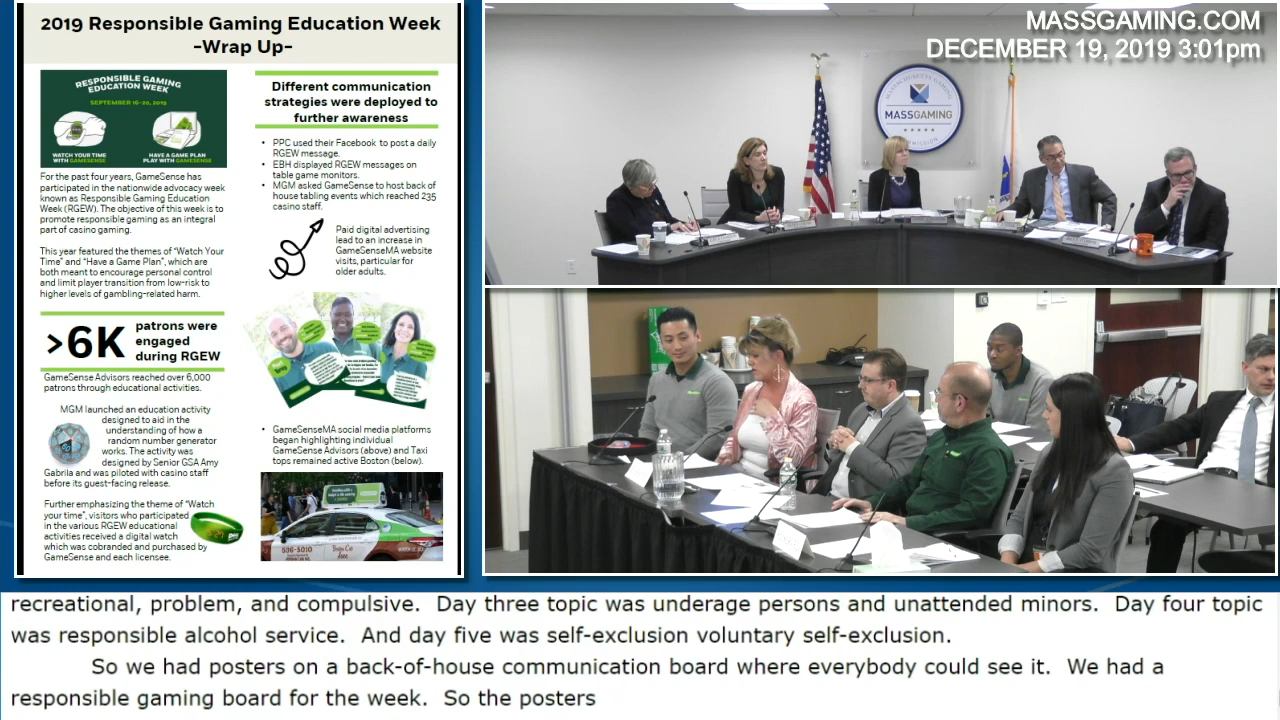 2019 Responsible Gaming Education Week
-Wrap Up-
RESPONSIBLE GAMING
EDUCATION WEEK
SEPTEMBER 16-20, 2019
WATCH YOUR TIME
WITH GAMESENSE
HAVE A GAME PLAN
PLAY WITH GAMESENSE
For the past four years, GameSense has
participated in the nationwide advocacy week
known as Responsible Gaming Education
Week (RGEW). The objective of this week is to
promote responsible gaming as an integral
part of casino gaming.
This year featured the themes of "Watch Your
Time" and "Have a Game Plan", which are
both meant to encourage personal control
and limit player transition from low-risk to
higher levels of gambling-related harm.
>6K
patrons were
engaged
during RGEW
GameSense Advisors reached over 6,000
patrons through educational activities.
MGM launched an education activity
designed to aid in the
understanding of how a
random number generator
works. The activity was
designed by Senior GSA Amy
Gabrila and was piloted with casino staff
before its guest-facing release.
Further emphasizing the theme of "Watch
your time", visitors who participated
in the various RGEW educational
activities received a digital watch
which was cobranded and purchased by
GameSense and each licensee.
Different communication
strategies were deployed to
further awareness
• PPC used their Facebook to post a daily
RGEW message.
• EBH displayed RGEW messages on
table game monitors.
• MGM asked GameSense to host back of
house tabling events which reached 235
casino staff.
Paid digital advertising
lead to an increase in
GameSenseMA website
visits, particular for
older adults.
• GameSenseMA social media platforms
began highlighting individual
GameSense Advisors (above) and Taxi
tops remained active Boston (below).
536-5010
MASSGAMING.COM
DECEMBER 19, 2019 3:01pm
MASSGAMING
recreational, problem, and compulsive. Day three topic was underage persons and unattended minors. Day four topic
was responsible alcohol service. And day five was self-exclusion voluntary self-exclusion.
So we had posters on a back-of-house communication board where everybody could see it. We had a
responsible gaming board for the week. So the posters